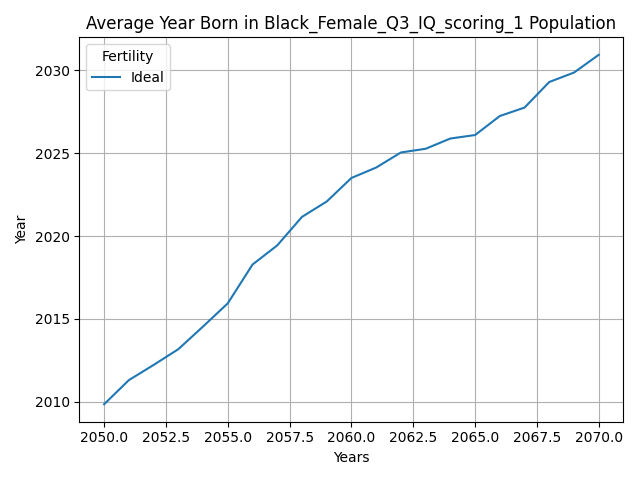 Average Year Born in Black_Female_Q3_IQ_scoring_1 Population
Fertility
Ideal
2030
2025
2020
2015
2010
Year
2050.0 2052.5 2055.0 2057.5 2060.0 2062.5 2065.0 2067.5 2070.0
Years